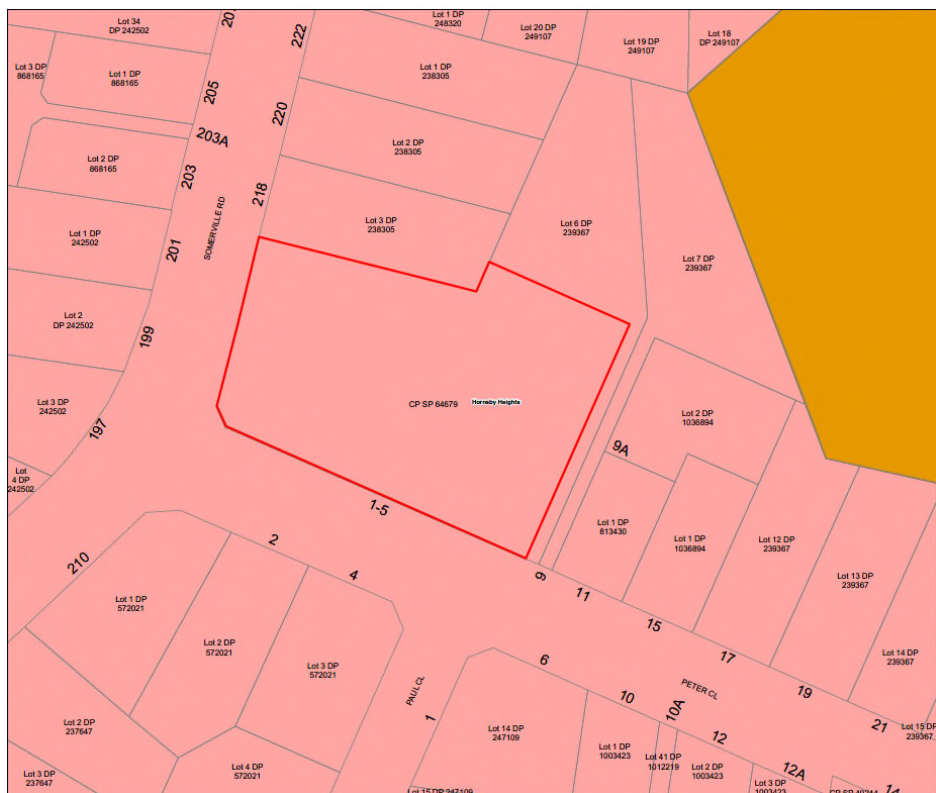 Lot 34
DP 242502
222
Lot 1 DP
248320
Lot 20 DP
249107
Lot 19 DP
249107
Lot 18
DP 249107
Lot 3 DP
868165
Lot 1 DP
868165
205
220
Lot 1 DP
238305
203A
Lot 2 DP
868165
203
Lot 2 DP
238305
218
SOMERVILLE RD
Lot 3 DP
238305
Lot 6 DP
239367
Lot 7 DP
239367
Lot 1 DP
242502
201
Lot 2
DP 242502
199
Lot 3 DP
242502
197
CP SP 64679
Hornsby Heights
Lot 2 DP
1036894
9A
Lot
4 DP
242502
1-5
Lot 1 DP
813430
Lot 1 DP
1036894
Lot 12 DP
239367
Lot 13 DP
239367
210
2
4
9
11
15
17
19
21
Lot 1 DP
572021
Lot 2 DP
572021
Lot 3 DP
572021
Lot 14 DP
239367
Lot 15 DP
239367
PAUL CL
1
6
10
10A
PETER CL
12
12A
14
Lot 2 DP
237647
Lot 14 DP
247109
Lot 1 DP
1003423
Lot 41 DP
1012219
Lot 2 DP
1003423
Lot 3 DP
1003423
Lot 3 DP
237647
Lot 4 DP
572021
Lot 15 DP 247109